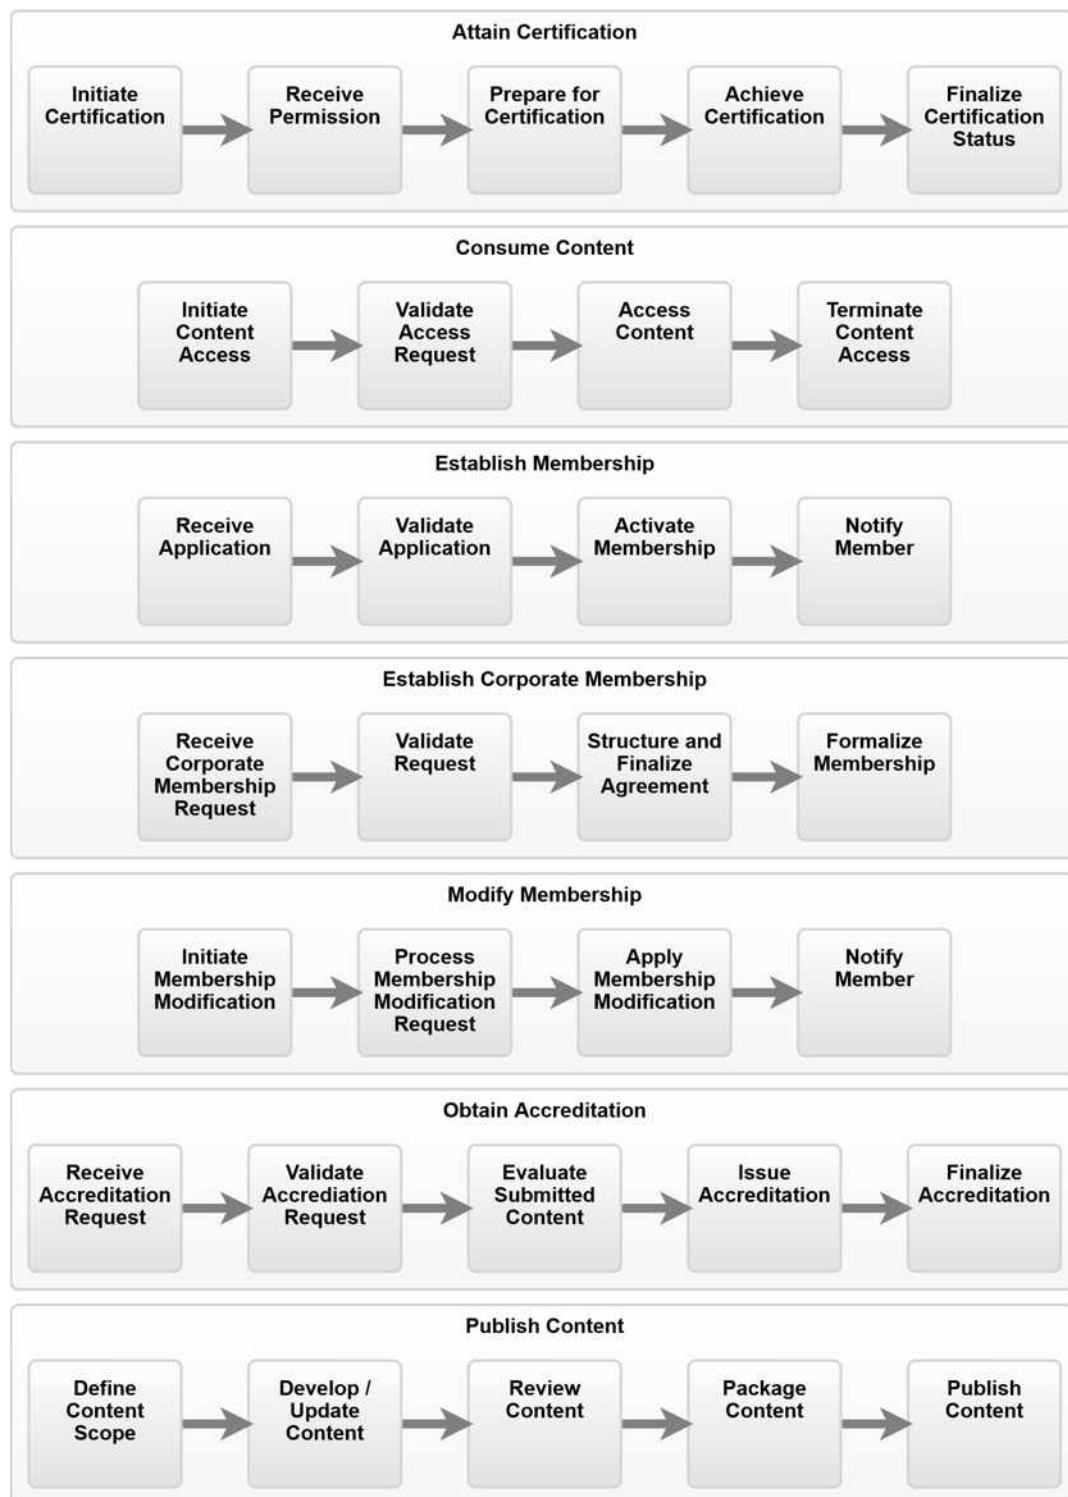 Attain Certification
Initiate
Certification
Receive
Permission
Prepare for
Certification
Achieve
Certification
Finalize
Certification
Status
Consume Content
Initiate
Content
Access
Validate
Access
Request
Access
Content
Terminate
Content
Access
Establish Membership
Receive
Application
Validate
Application
Activate
Membership
Notify
Member
Establish Corporate Membership
Receive
Corporate
Membership
Request
Validate
Request
Structure and
Finalize
Agreement
Formalize
Membership
Modify Membership
Initiate
Membership
Modification
Process
Membership
Modification
Request
Apply
Membership
Modification
Notify
Member
Obtain Accreditation
Receive
Accreditation
Request
Validate
Accrediation
Request
Evaluate
Submitted
Content
Issue
Accreditation
Finalize
Accreditation
Publish Content
Define
Content
Scope
Develop /
Update
Content
Review
Content
Package
Content
Publish
Content